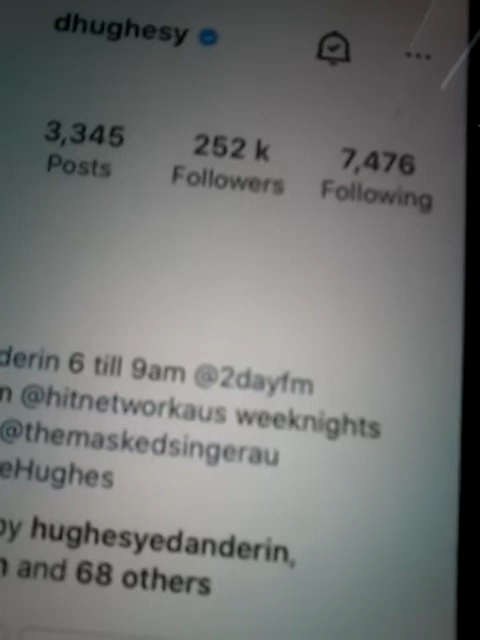 dhughesy
3,345 252 k 7,476
Posts Followers Following
derin 6 till 9am @2dayfm
n @hitnetworkaus weeknights
@themaskedsingerau
eHughes
by hughesyedanderin,
n and 68 others